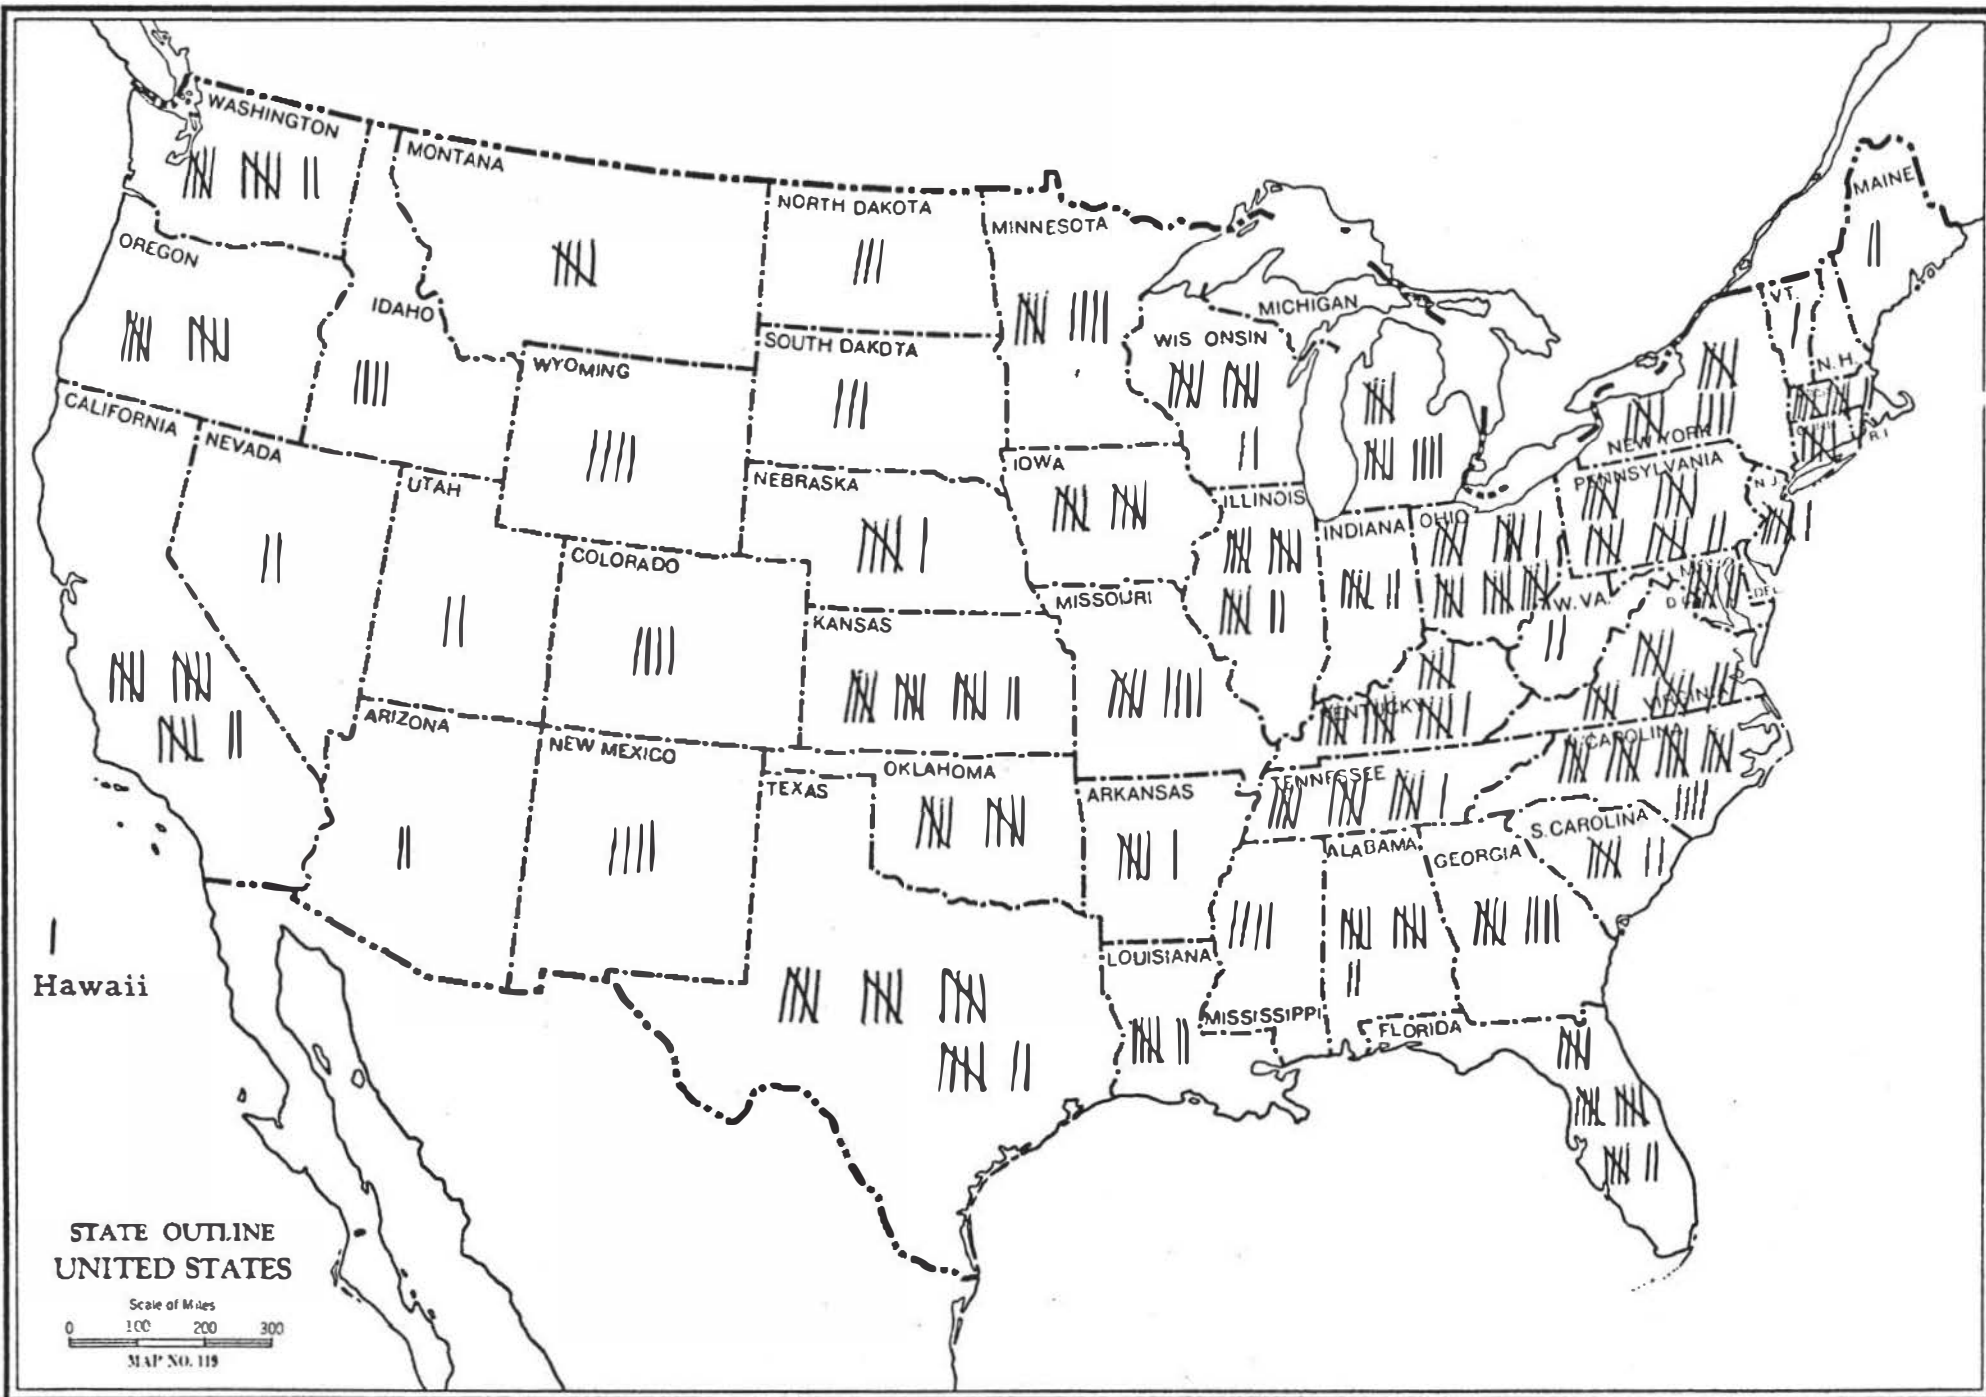 WASHINGTON
MONTANA
NORTH DAKOTA
MINNESOTA
MAINE
OREGON
IDAHO
MICHIGAN
VT.
WIS ONSIN
SOUTH DAKOTA
WYOMING
N.H.
CALIFORNIA
NEVADA
NEW YORK
R.I.
IOWA
PENNSYLVANIA
UTAH
NEBRASKA
N.J.
ILLINOIS
INDIANA
OHIO
COLORADO
MISSOURI
W. VA.
DEL.
KANSAS
KENTUCKY
VIRGINIA
ARIZONA
NEW MEXICO
N. CAROLINA
OKLAHOMA
TENNESSEE
TEXAS
ARKANSAS
S. CAROLINA
ALABAMA
GEORGIA
LOUISIANA
Hawaii
MISSISSIPPI
FLORIDA
STATE OUTLINE
UNITED STATES
Scale of Miles
0 100 200 300
MAP NO. 119